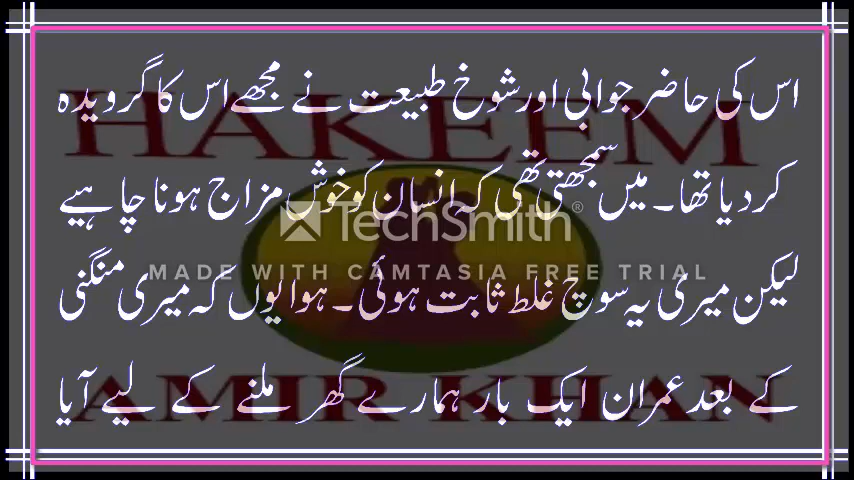 اس کی حاضر جوابی اور شوخ طبیعت نے مجھے اس کا گرویدہ
HAKEEM
کر دیا تھا۔ میں سمجھتی تھی کہ انسان کو خوش مزاج ہونا چاہیے
TechSmith®
MADE WITH CAMTASIA FREE TRIAL
لیکن میری یہ سوچ غلط ثابت ہوئی۔ ہوا یوں کہ میری منگنی
کے بعد عمران ایک بار ہمارے گھر ملنے کے لیے آیا
AMIR KHAN